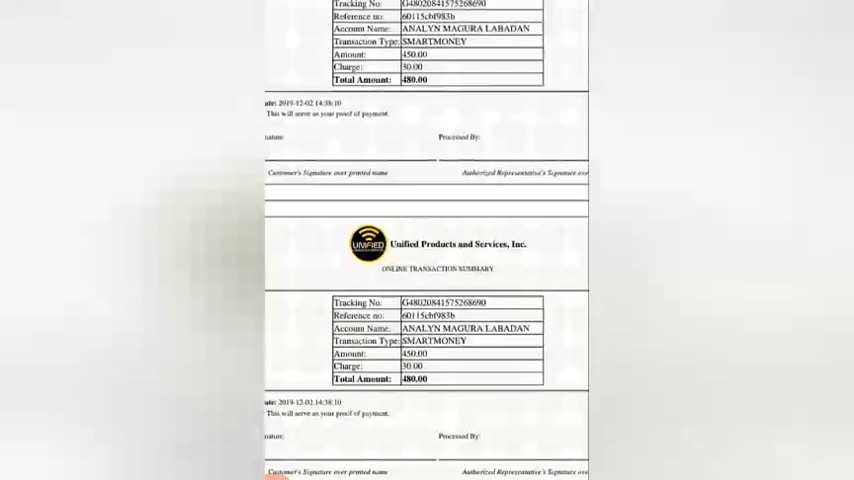 Tracking No: G48020841575268690
Reference no: 60115cbf983b
Account Name: ANALYN MAGURA LABADAN
Transaction Type: SMARTMONEY
Amount: 450.00
Charge: 30.00
Total Amount: 480.00
ate: 2019-12-02 14:38:10
This will serve as your proof of payment.
nature: Processed By:
Customer's Signature over printed name Authorized Representative's Signature ove
UNIFIED Unified Products and Services, Inc.
ONLINE TRANSACTION SUMMARY
Tracking No. G48020841575268690
Reference no: 60115cbf983b
Account Name: ANALYN MAGURA LABADAN
Transaction Type: SMARTMONEY
Amount: 450.00
Charge: 30.00
Total Amount: 480.00
ate: 2019-12-02 14:38:10
This will serve as your proof of payment.
nature: Processed By:
Customer's Signature over printed name Authorized Representative's Signature ove